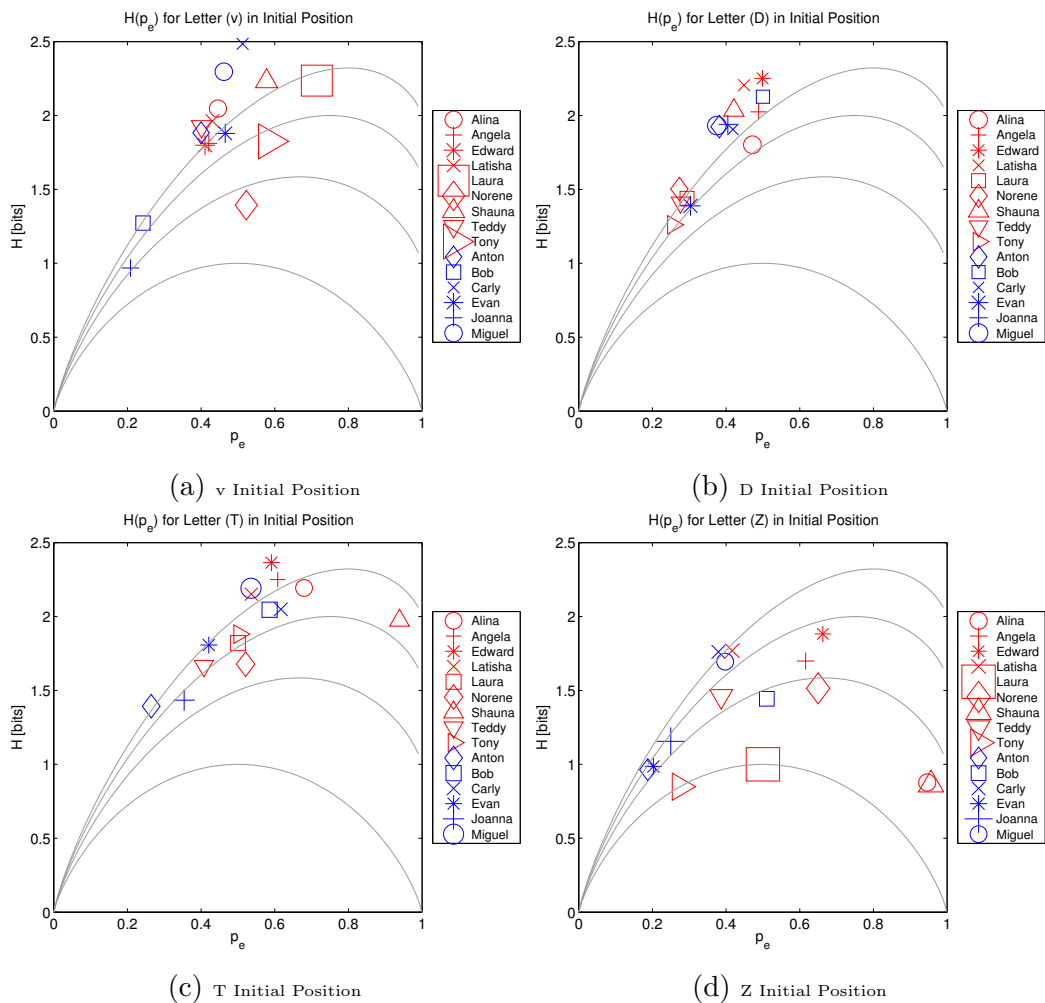 H(p_e) for Letter (v) in Initial Position
2.5
2
1.5
1
0.5
0
H [bits]
0 0.2 0.4 0.6 0.8 1
p_e
Alina
Angela
Edward
Latisha
Laura
Norene
Shauna
Teddy
Tony
Anton
Bob
Carly
Evan
Joanna
Miguel
(a) v Initial Position
H(p_e) for Letter (D) in Initial Position
2.5
2
1.5
1
0.5
0
H [bits]
0 0.2 0.4 0.6 0.8 1
p_e
Alina
Angela
Edward
Latisha
Laura
Norene
Shauna
Teddy
Tony
Anton
Bob
Carly
Evan
Joanna
Miguel
(b) D Initial Position
H(p_e) for Letter (T) in Initial Position
2.5
2
1.5
1
0.5
0
H [bits]
0 0.2 0.4 0.6 0.8 1
p_e
Alina
Angela
Edward
Latisha
Laura
Norene
Shauna
Teddy
Tony
Anton
Bob
Carly
Evan
Joanna
Miguel
(c) T Initial Position
H(p_e) for Letter (Z) in Initial Position
2.5
2
1.5
1
0.5
0
H [bits]
0 0.2 0.4 0.6 0.8 1
p_e
Alina
Angela
Edward
Latisha
Laura
Norene
Shauna
Teddy
Tony
Anton
Bob
Carly
Evan
Joanna
Miguel
(d) Z Initial Position